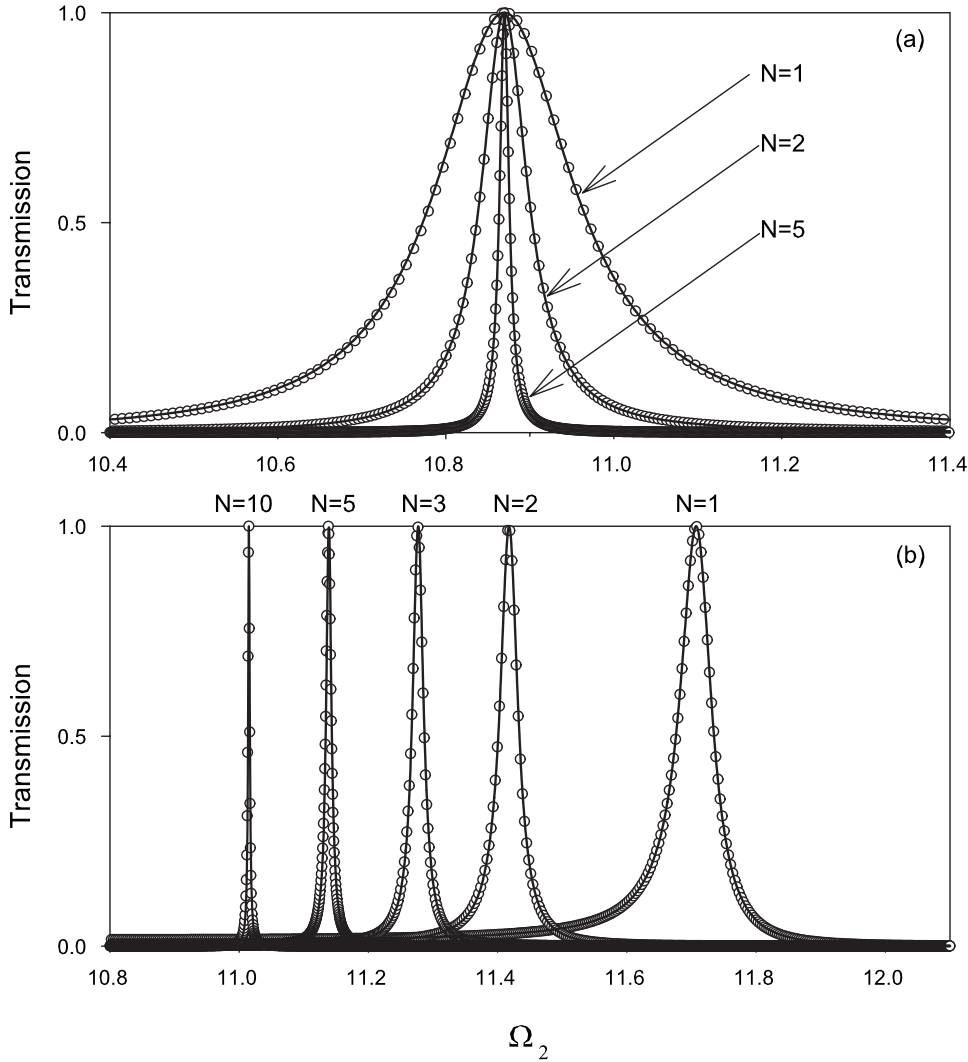 1.0
(a)
N=1
N=2
Transmission
0.5
N=5
0.0
10.4 10.6 10.8 11.0 11.2 11.4
N=10 N=5 N=3 N=2 N=1
1.0
(b)
Transmission
0.5
0.0
10.8 11.0 11.2 11.4 11.6 11.8 12.0
Ω2